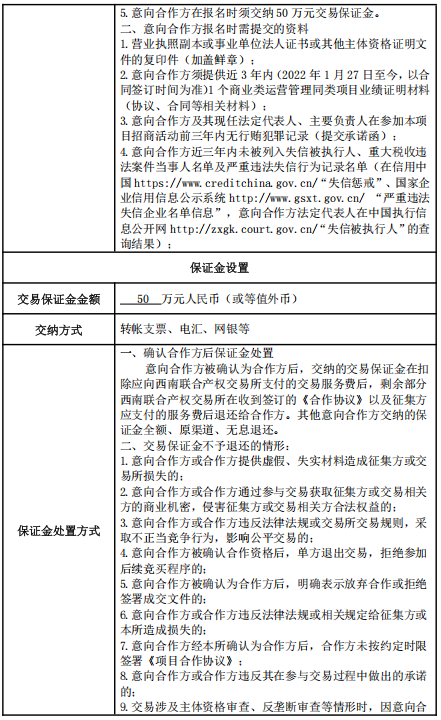 5.意向合作方在报名时须交纳50万元交易保证金。
二、意向合作方报名时需提交的资料
1.营业执照副本或事业单位法人证书或其他主体资格证明文
件的复印件（加盖鲜章）；
2.意向合作方须提供近3年内（2022年1月27日至今，以合
同签订时间为准）1个商业类运营管理同类项目业绩证明材料
（协议、合同等相关材料）；
3.意向合作方及其现任法定代表人、主要负责人在参加本项
目招商活动前三年内无行贿犯罪记录（提交承诺函）；
4.意向合作方近三年内未被列入失信被执行人、重大税收违
法案件当事人名单及严重违法失信行为记录名单（在信用中
国https://www.creditchina.gov.cn/“失信惩戒”、国家企
业信用信息公示系统http://www.gsxt.gov.cn/ “严重违法
失信企业名单信息”，意向合作方法定代表人在中国执行信
息公开网http://zxgk.court.gov.cn/“失信被执行人”的查
询结果）；
保证金设置
交易保证金金额
50 万元人民币（或等值外币）
交纳方式
转帐支票、电汇、网银等
保证金处置方式
一、确认合作方后保证金处置
意向合作方被确认为合作方后，交纳的交易保证金在扣
除应向西南联合产权交易所支付的交易服务费后，剩余部分
西南联合产权交易所在收到签订的《合作协议》以及征集方
应支付的服务费后退还给合作方。其他意向合作方交纳的保
证金全额、原渠道、无息退还。
二、交易保证金不予退还的情形：
1.意向合作方或合作方提供虚假、失实材料造成征集方或交
易所损失的；
2.意向合作方或合作方通过参与交易获取征集方或交易相关
方的商业机密，侵害征集方或交易相关方合法权益的；
3.意向合作方或合作方违反法律法规或交易所交易规则，采
取不正当竞争行为，影响公平交易的；
4.意向合作方被确认合作资格后，单方退出交易，拒绝参加
后续竞买程序的；
5.意向合作方被确认为合作方后，明确表示放弃合作或拒绝
签署成交文件的；
6.意向合作方或合作方违反法律法规或相关规定给征集方或
本所造成损失的；
7.意向合作方经本所确认为合作方后，合作方未按约定时限
签署《项目合作协议》；
8.意向合作方或合作方违反其在参与交易过程中做出的承诺
的；
9.交易涉及主体资格审查、反垄断审查等情形时，因意向合